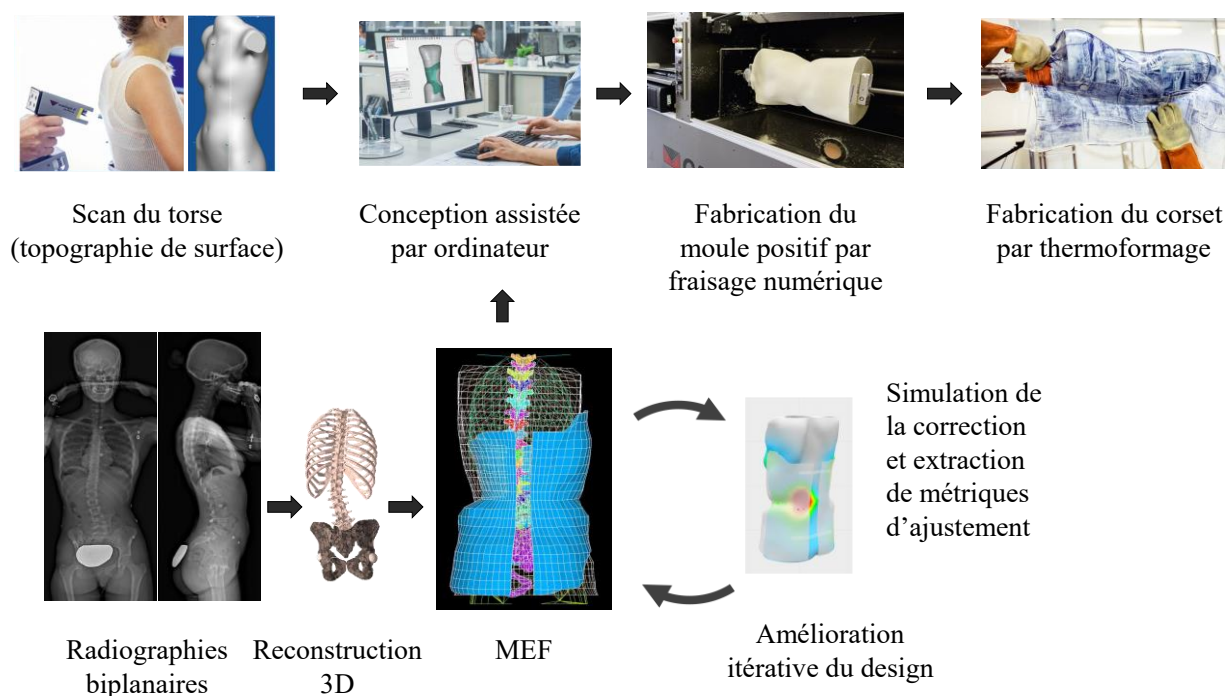 Scan du torse
(topographie de surface)
Conception assistée
par ordinateur
Fabrication du
moule positif par
fraisage numérique
Fabrication du corset
par thermoformage
Simulation de
la correction
et extraction
de métriques
d’ajustement
Radiographies
biplanaires
Reconstruction
3D
MEF
Amélioration
itérative du design